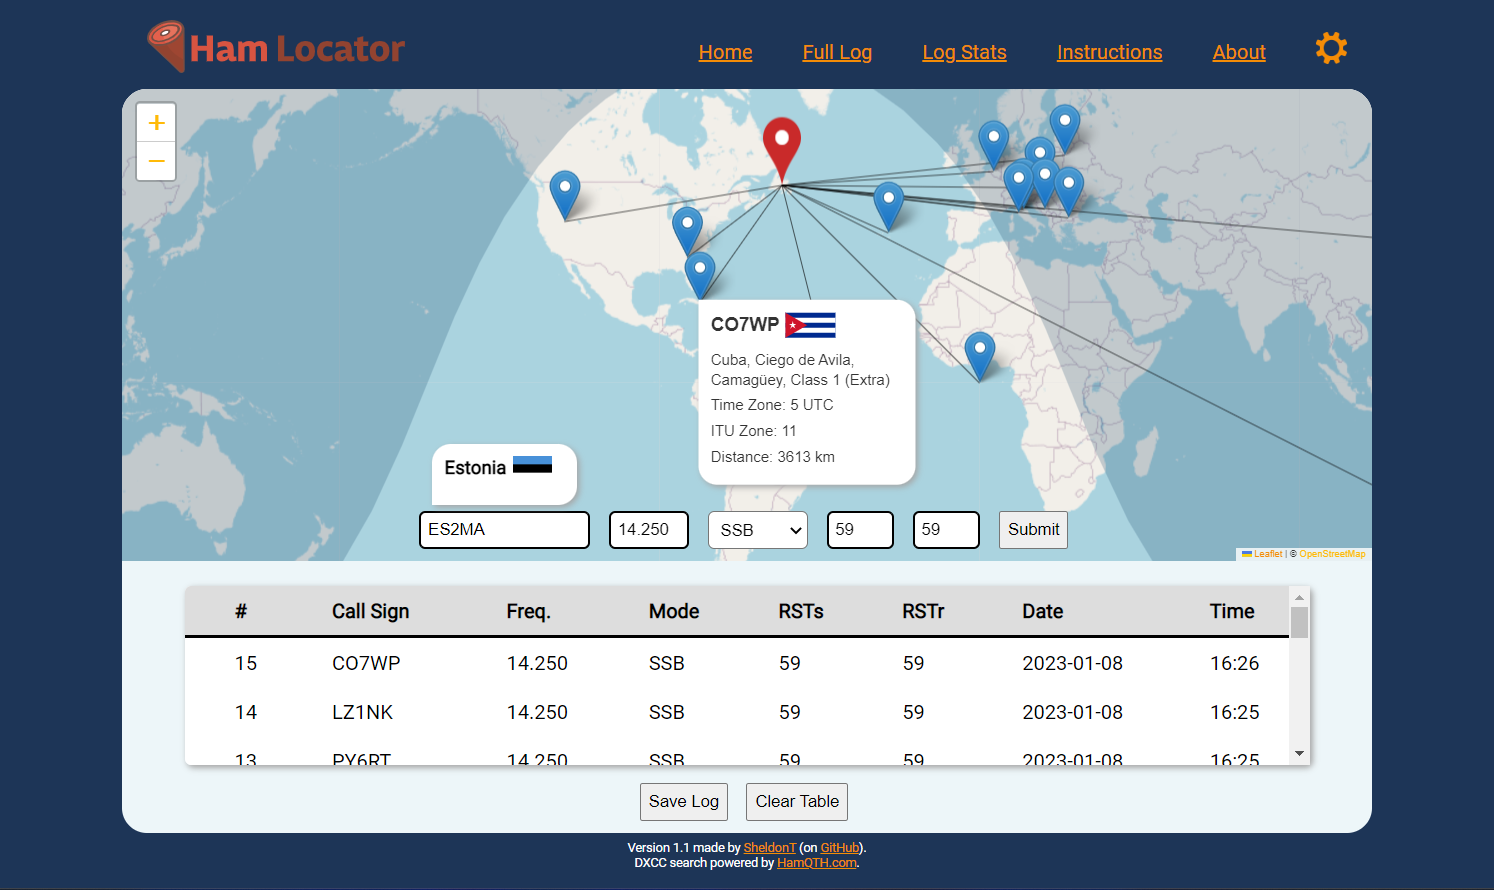 Ham Locator
Home Full Log Log Stats Instructions About
+
−
CO7WP
Cuba, Ciego de Avila,
Camagüey, Class 1 (Extra)
Time Zone: 5 UTC
ITU Zone: 11
Distance: 3613 km
Estonia
ES2MA 14.250 SSB 59 59 Submit
Leaflet | © OpenStreetMap
# Call Sign Freq. Mode RSTs RSTr Date Time
15 CO7WP 14.250 SSB 59 59 2023-01-08 16:26
14 LZ1NK 14.250 SSB 59 59 2023-01-08 16:25
13 PY6RT 14.250 SSB 59 59 2023-01-08 16:25
Save Log Clear Table
Version 1.1 made by SheldonT (on GitHub).
DXCC search powered by HamQTH.com.